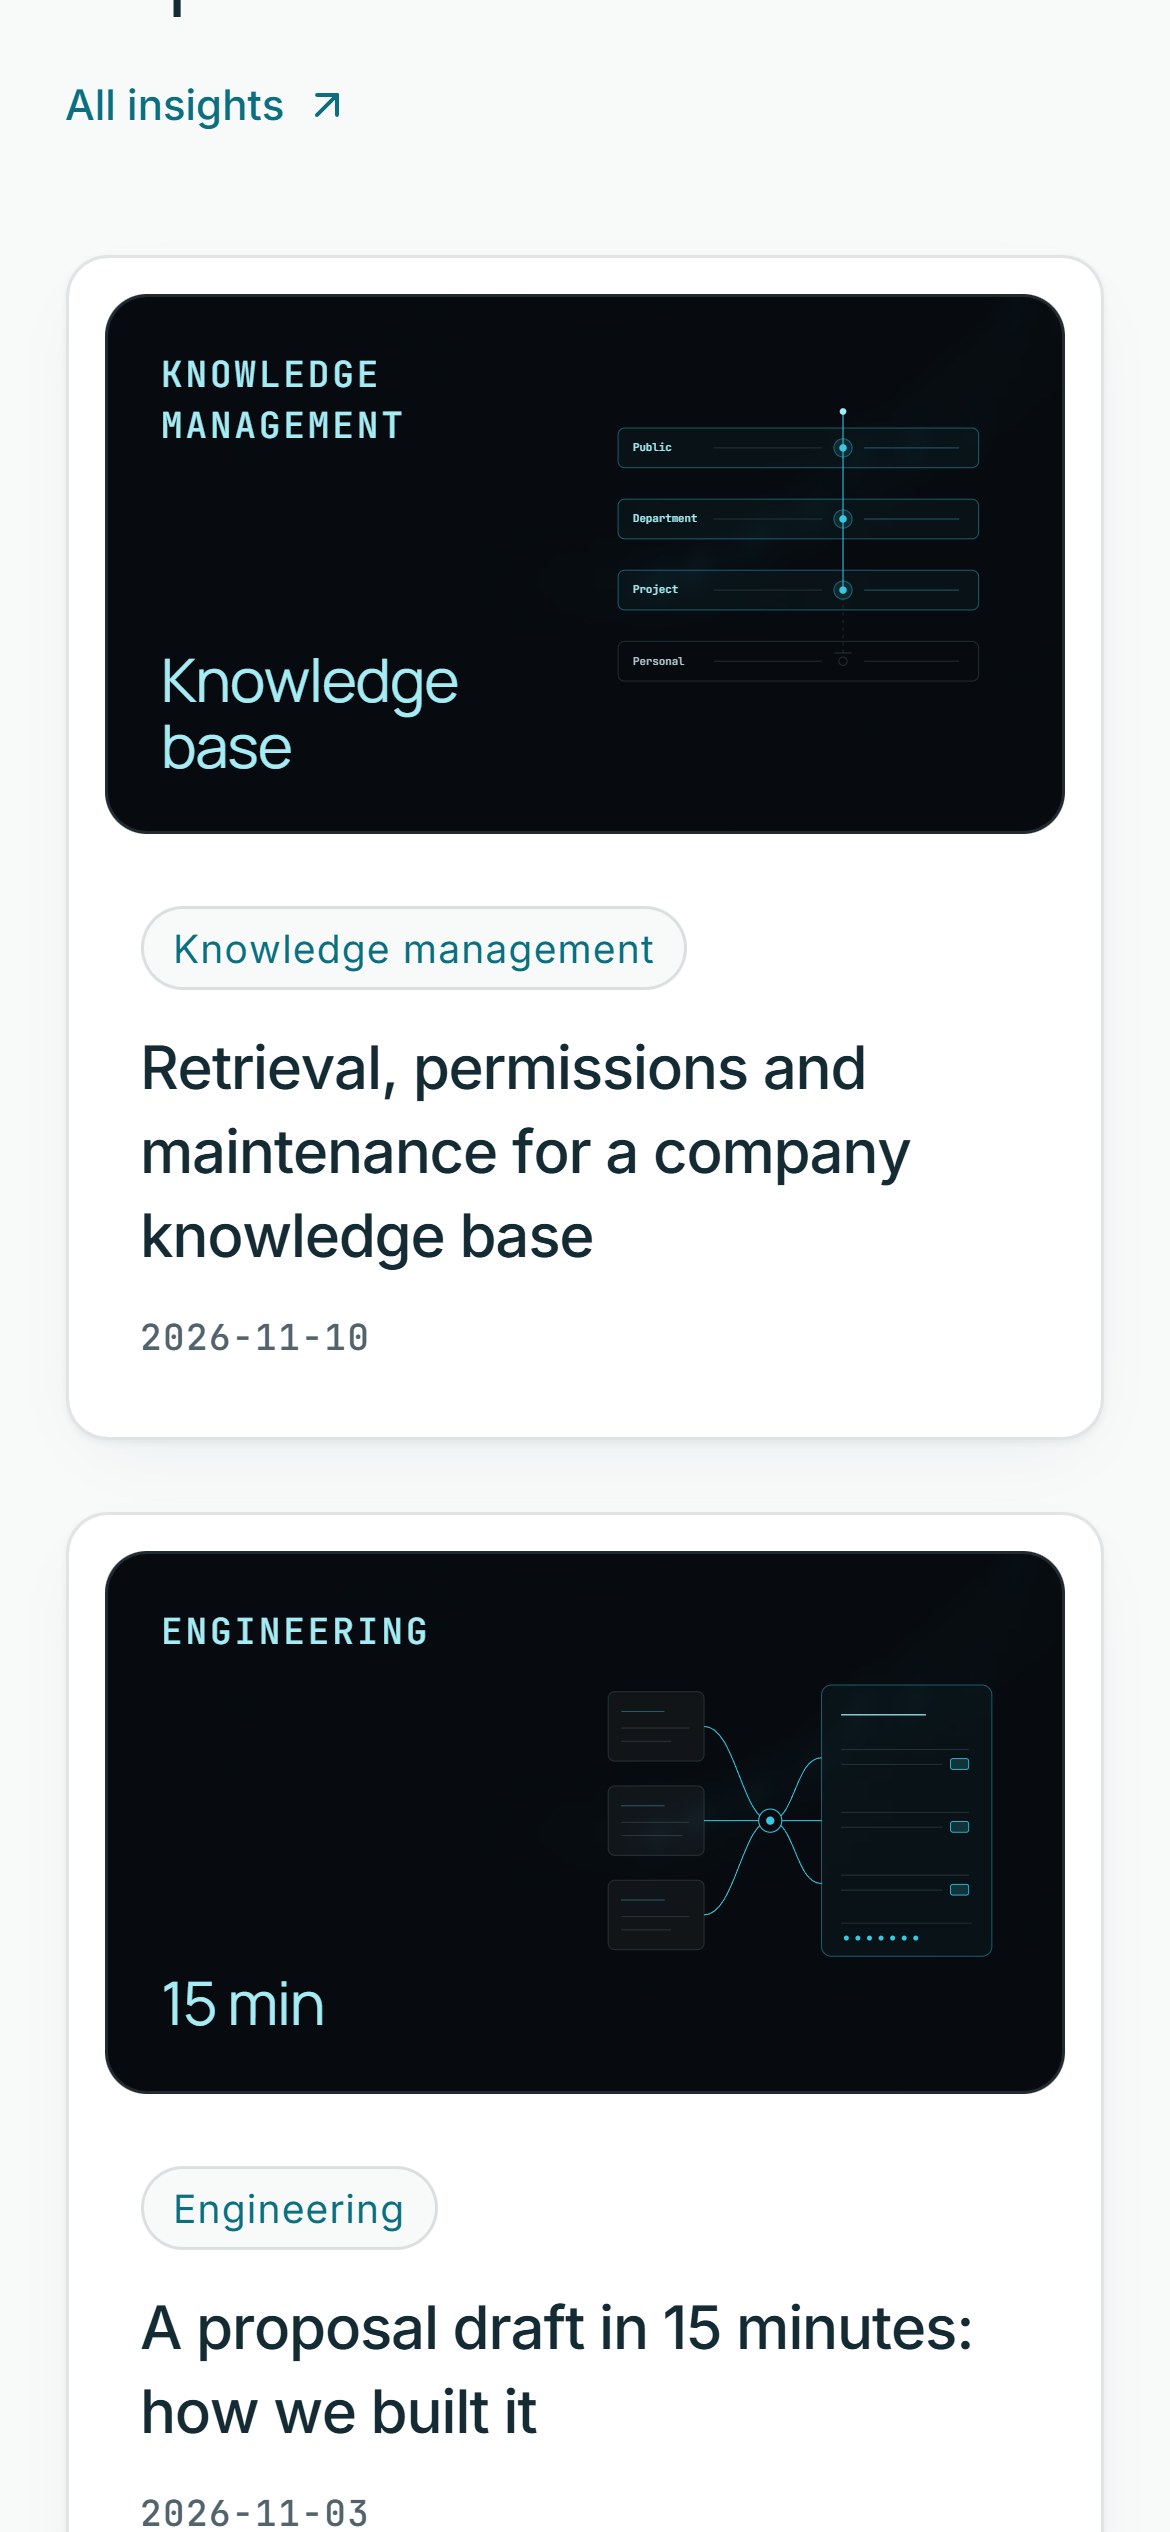 All insights
KNOWLEDGE
MANAGEMENT
Public
Department
Project
Personal
Knowledge
base
Knowledge management
Retrieval, permissions and
maintenance for a company
knowledge base
2026-11-10
ENGINEERING
15 min
Engineering
A proposal draft in 15 minutes:
how we built it
2026-11-03